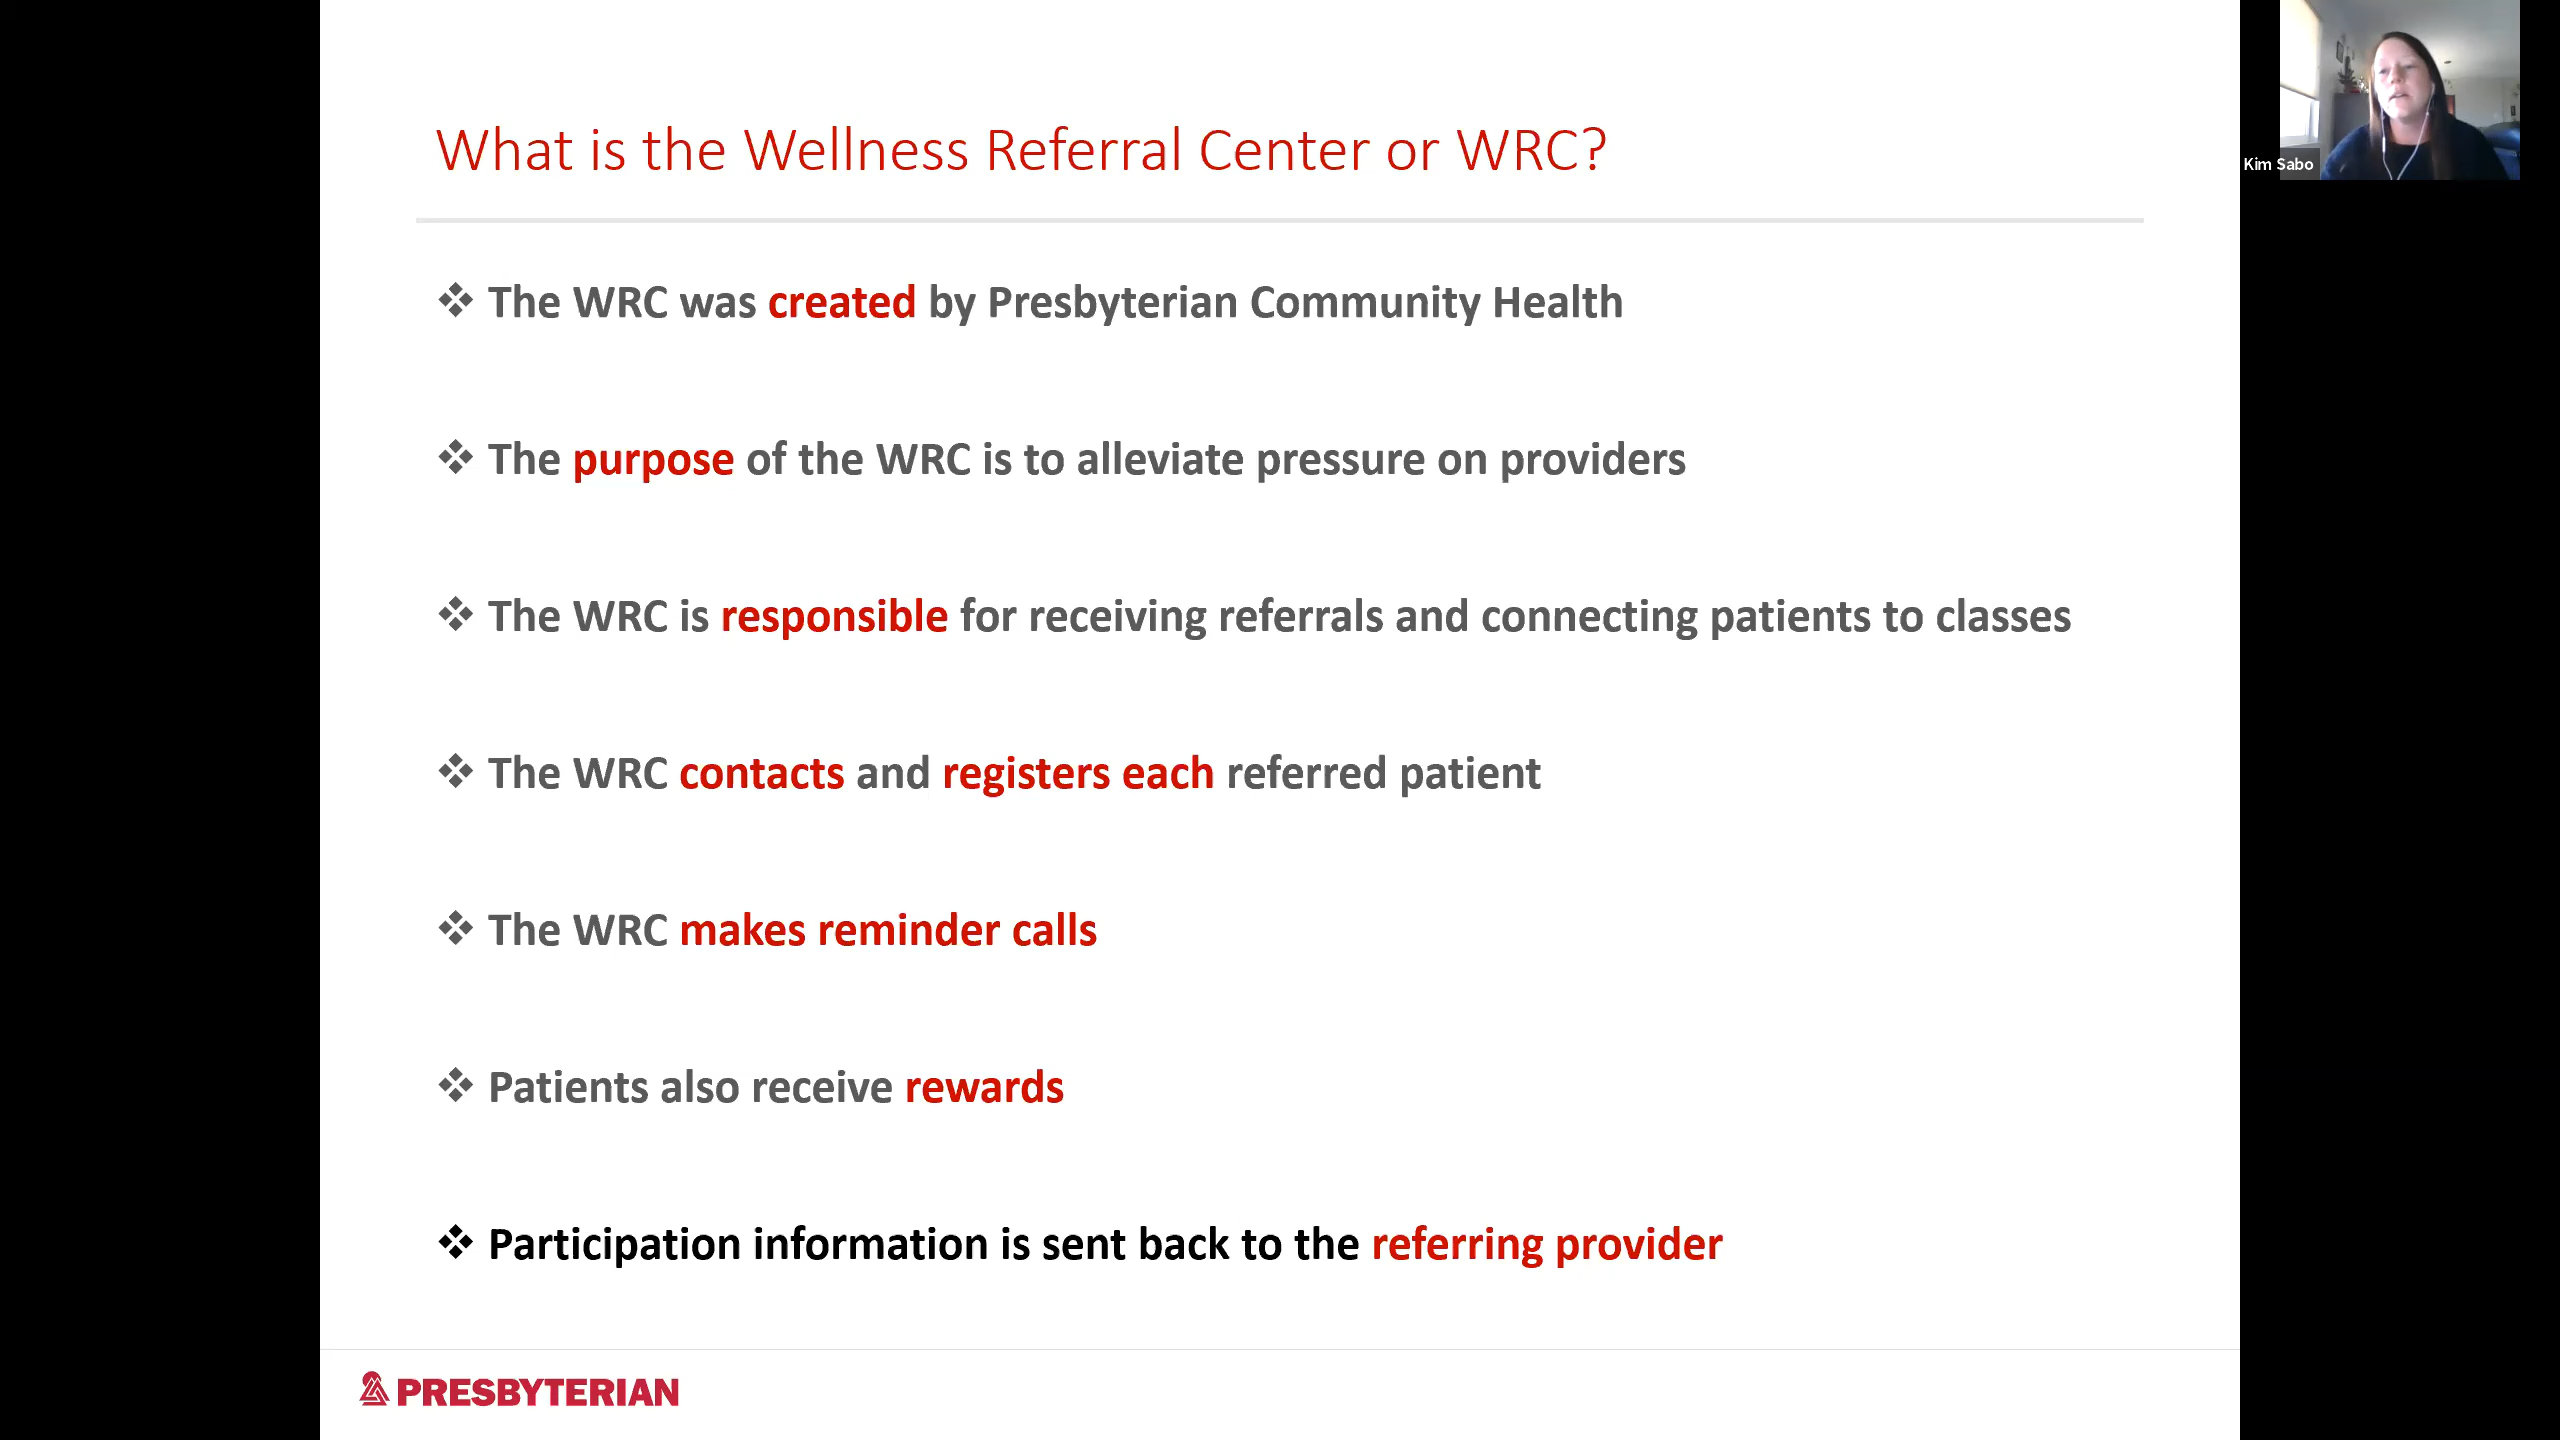 What is the Wellness Referral Center or WRC?
Kim Sabo
❖ The WRC was created by Presbyterian Community Health
❖ The purpose of the WRC is to alleviate pressure on providers
❖ The WRC is responsible for receiving referrals and connecting patients to classes
❖ The WRC contacts and registers each referred patient
❖ The WRC makes reminder calls
❖ Patients also receive rewards
❖ Participation information is sent back to the referring provider
PRESBYTERIAN